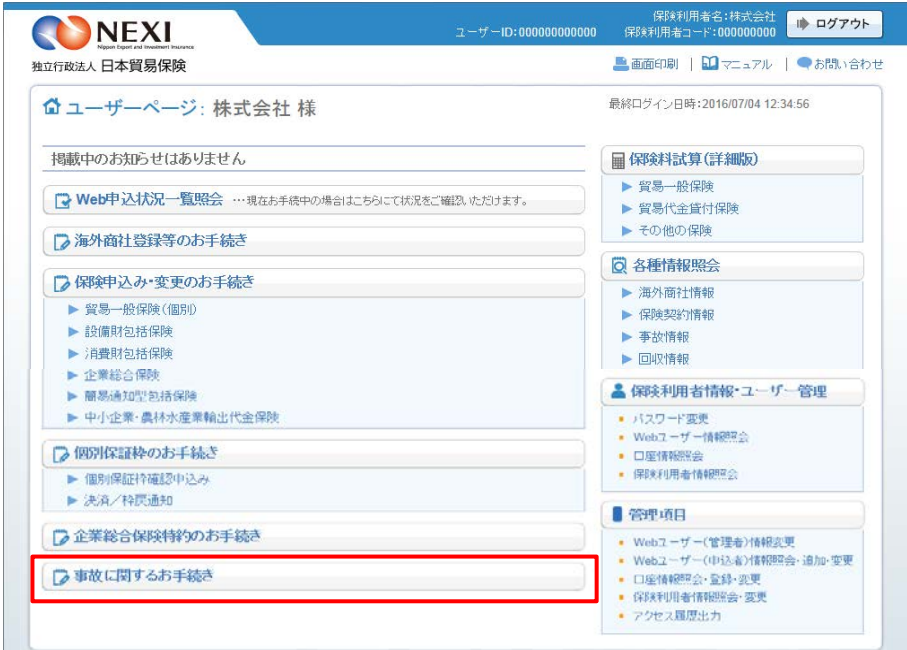 NEXI
Nippon Export and Investment Insurance
独立行政法人 日本貿易保険
ユーザーID:000000000000
保険利用者名:株式会社
保険利用者コード:000000000
ログアウト
画面印刷 | マニュアル | お問い合わせ
ユーザーページ: 株式会社 様
最終ログイン日時:2016/07/04 12:34:56
掲載中のお知らせはありません
Web申込状況一覧照会 …現在お手続中の場合はこちらにて状況をご確認いただけます。
海外商社登録等のお手続き
保険申込み・変更のお手続き
貿易一般保険(個別)
設備財包括保険
消費財包括保険
企業総合保険
簡易通知型包括保険
中小企業・農林水産業輸出代金保険
個別保証枠のお手続き
個別保証枠確認申込み
決済/枠戻通知
企業総合保険特約のお手続き
事故に関するお手続き
保険料試算(詳細版)
貿易一般保険
貿易代金貸付保険
その他の保険
各種情報照会
海外商社情報
保険契約情報
事故情報
回収情報
保険利用者情報・ユーザー管理
パスワード変更
Webユーザー情報照会
口座情報照会
保険利用者情報照会
管理項目
Webユーザー(管理者)情報変更
Webユーザー(申込者)情報照会・追加・変更
口座情報照会・登録・変更
保険利用者情報照会・変更
アクセス履歴出力